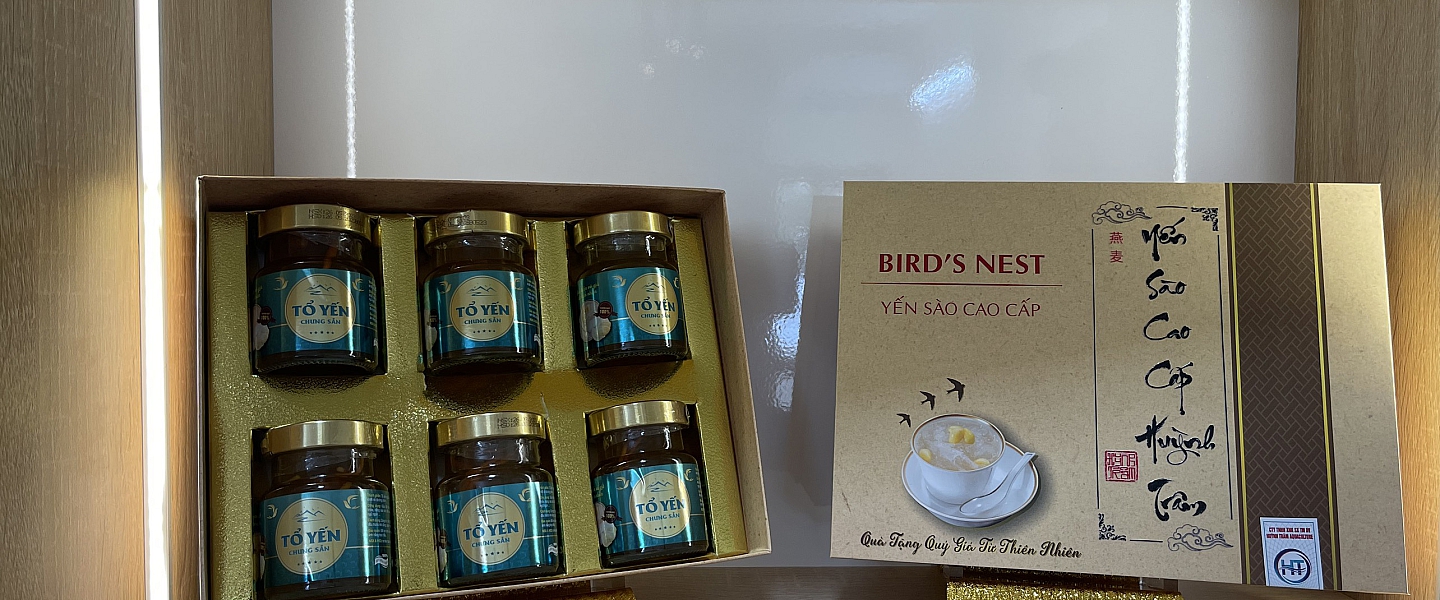 TỔ YẾN
CHƯNG SẴN
TỔ YẾN
CHƯNG SẴN
TỔ YẾN
CHƯNG SẴN
TỔ YẾN
CHƯNG SẴN
TỔ YẾN
CHƯNG SẴN
TỔ YẾN
CHƯNG SẴN
BIRD'S NEST
YẾN SÀO CAO CẤP
燕
麦
Yến
Sào
Cao
Cấp
Huỳnh
Trâm
Quà Tặng Quý Giá Từ Thiên Nhiên
HT